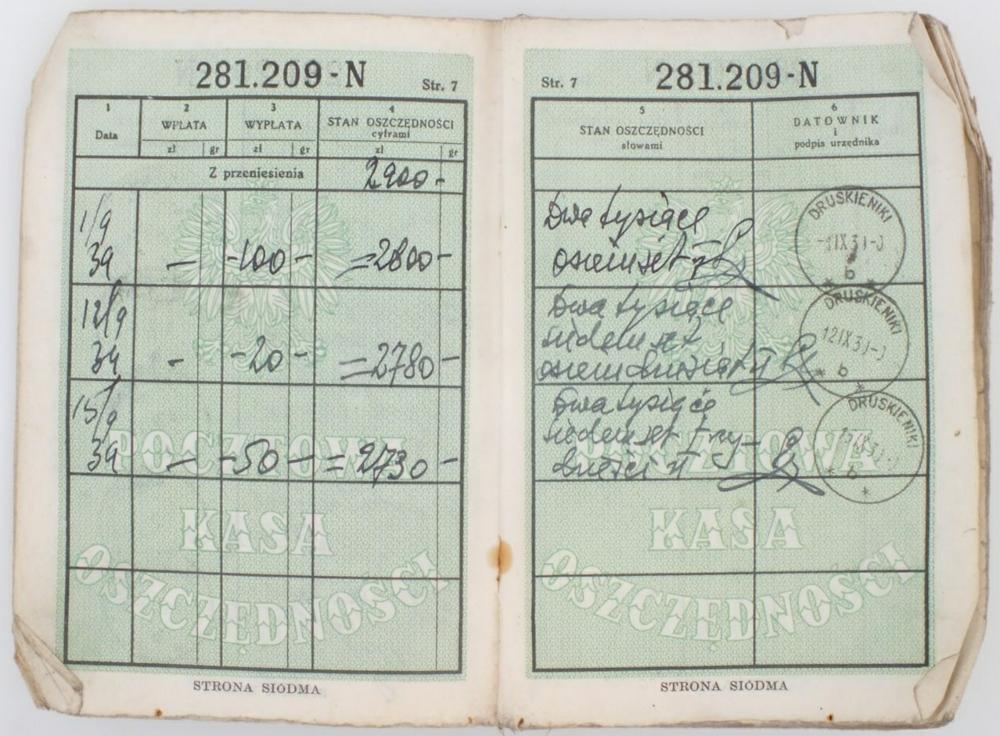 281.209-N
Str. 7
1 2 3 4
Data WPŁATA WYPŁATA STAN OSZCZĘDNOŚCI
cyframi
zł gr zł gr zł gr
Z przeniesienia 2900-
1/9
39 — -100- =2800-
12/9
39 - -20- =2780-
15/9
39 — -50- =2730-
POCZTOWA
KASA
OSZCZĘDNOŚCI
STRONA SIÓDMA
Str. 7
281.209-N
5 6
STAN OSZCZĘDNOŚCI
słowami
DATOWNIK
i
podpis urzędnika
Dwa tysiące
osiemset zł
DRUSKIENIKI
Dwa tysiące
siedemset
osiemdziesiąt zł
DRUSKIENIKI
12 IX 3
b
Dwa tysiące
siedemset trzy-
dzieści zł
DRUSKIENIKI
POCZTOWA
KASA
OSZCZĘDNOŚCI
STRONA SIÓDMA